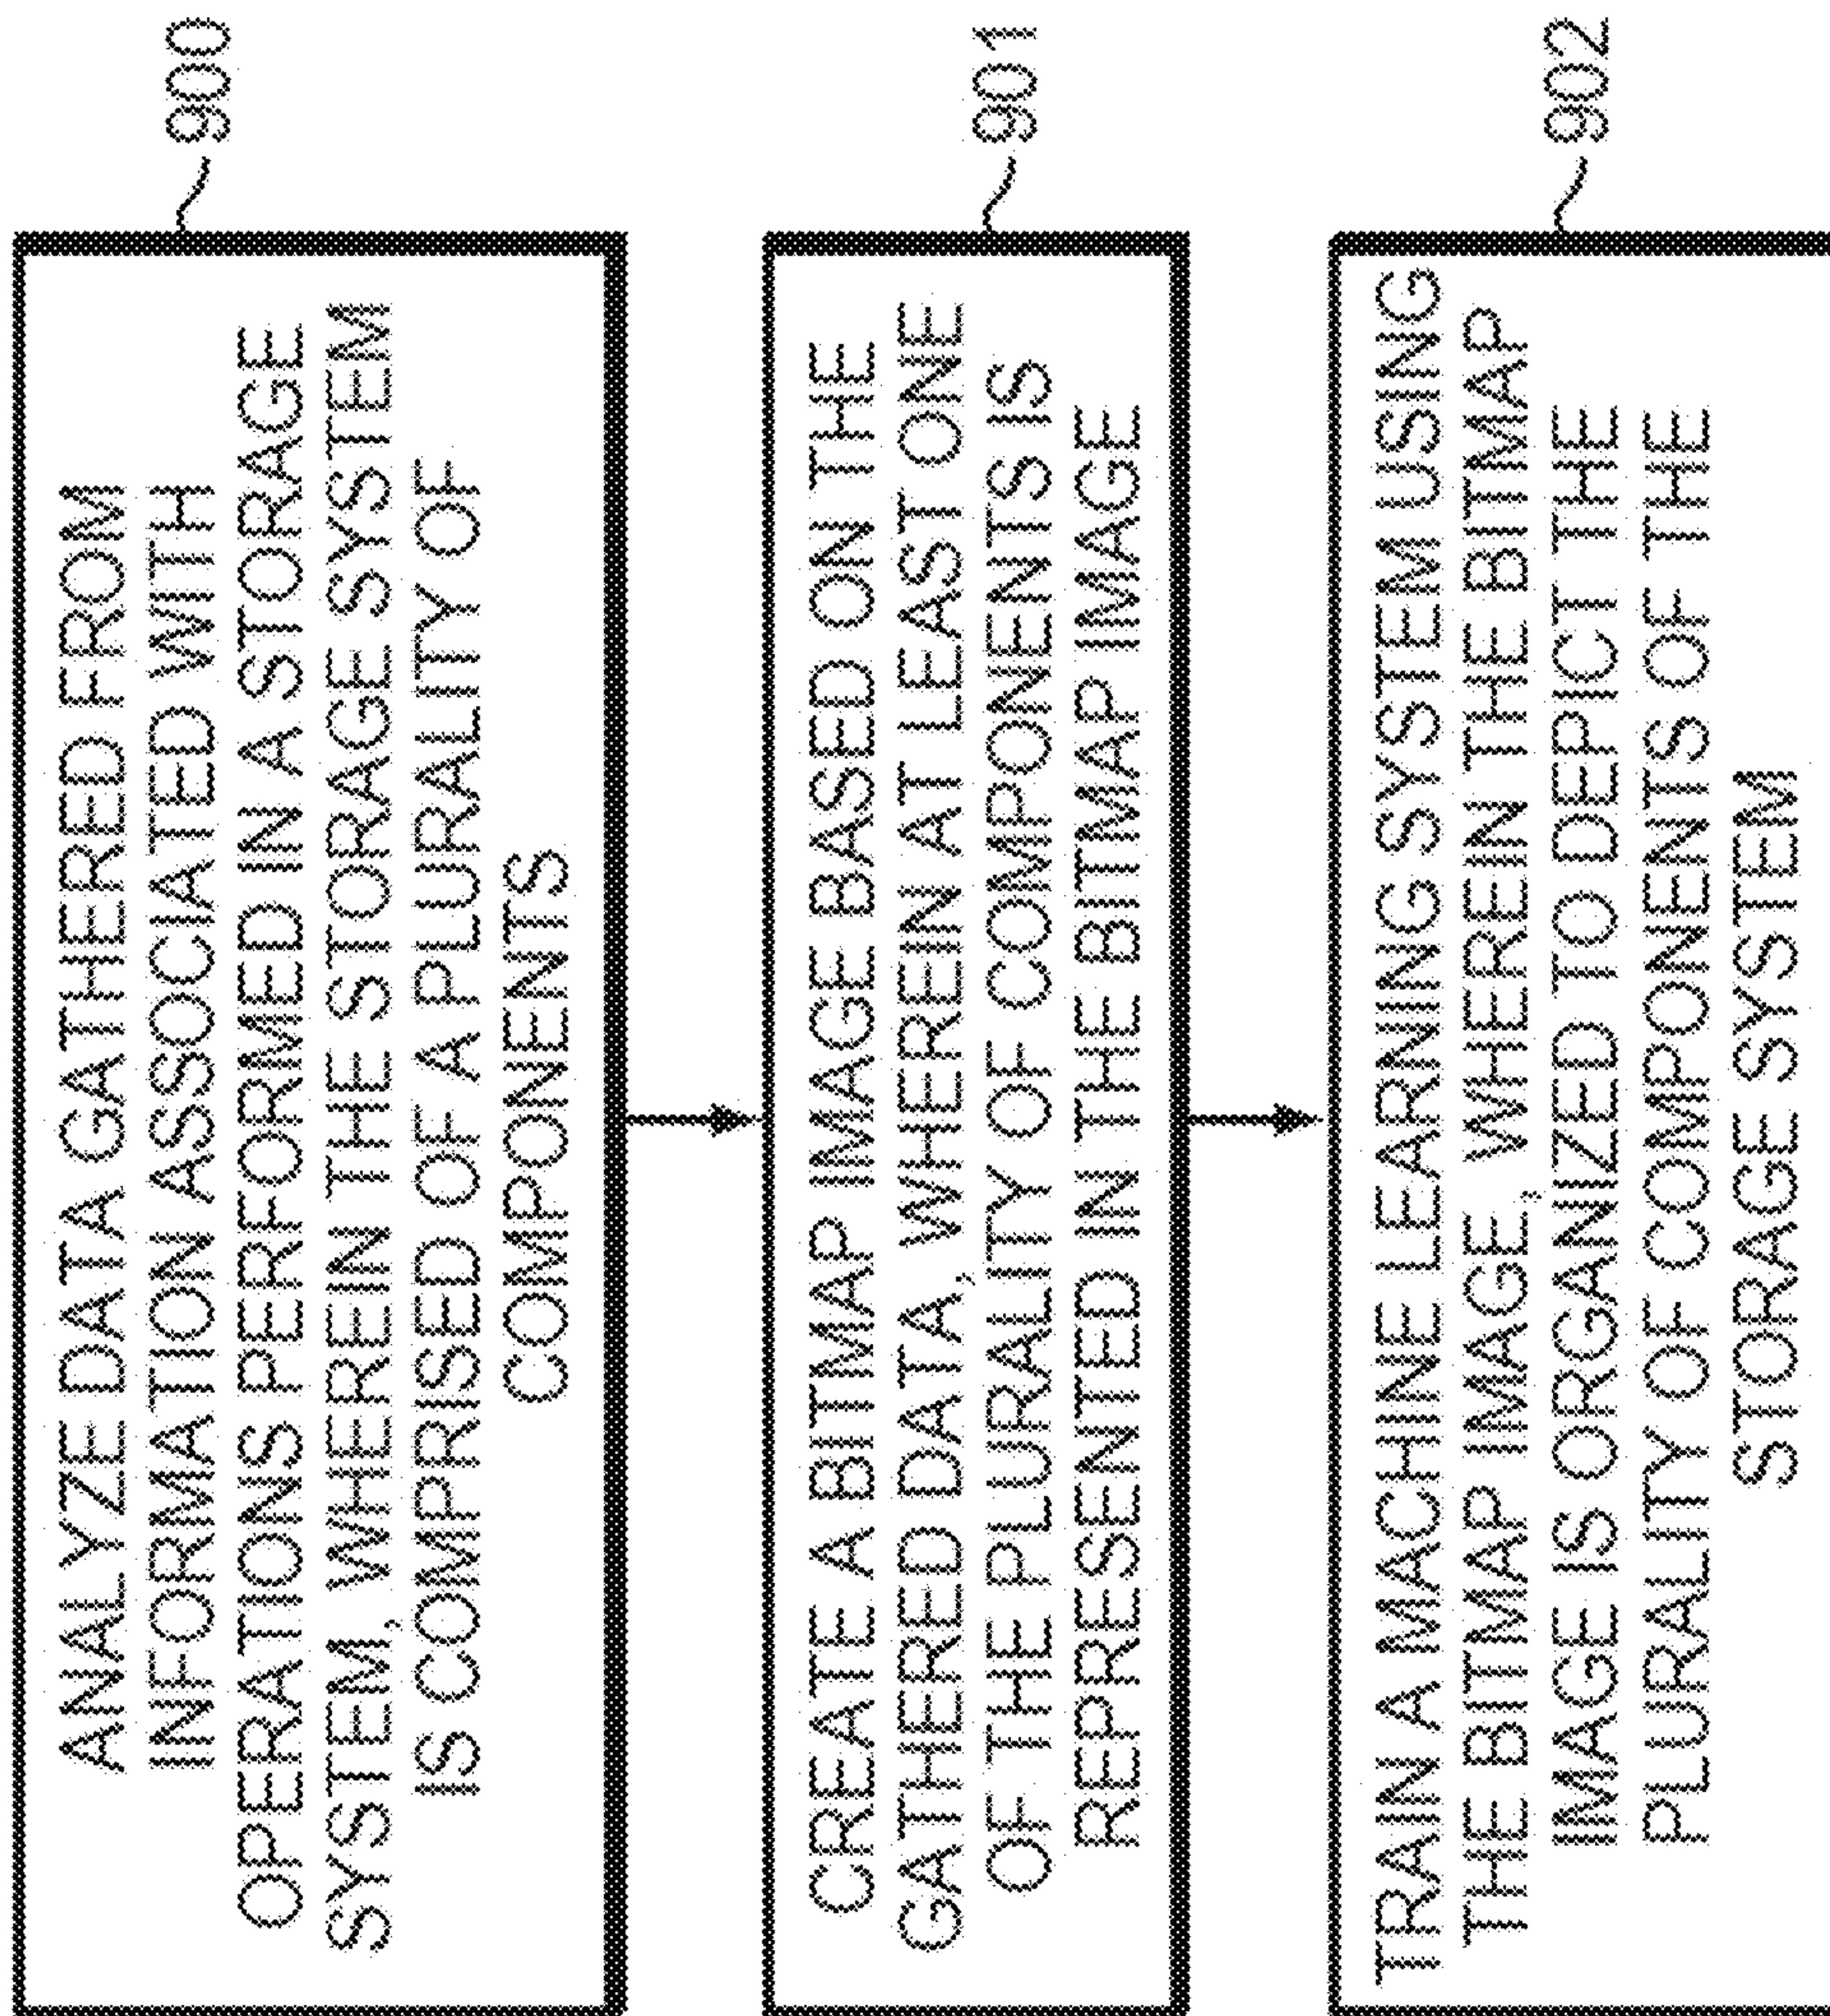 ANALYZE DATA GATHERED FROM
INFORMATION ASSOCIATED WITH
OPERATIONS PERFORMED IN A STORAGE
SYSTEM, WHEREIN THE STORAGE SYSTEM
IS COMPRISED OF A PLURALITY OF
COMPONENTS
900
CREATE A BITMAP IMAGE BASED ON THE
GATHERED DATA, WHEREIN AT LEAST ONE
OF THE PLURALITY OF COMPONENTS IS
REPRESENTED IN THE BITMAP IMAGE
901
TRAIN A MACHINE LEARNING SYSTEM USING
THE BITMAP IMAGE, WHEREIN THE BITMAP
IMAGE IS ORGANIZED TO DEPICT THE
PLURALITY OF COMPONENTS OF THE
STORAGE SYSTEM
902